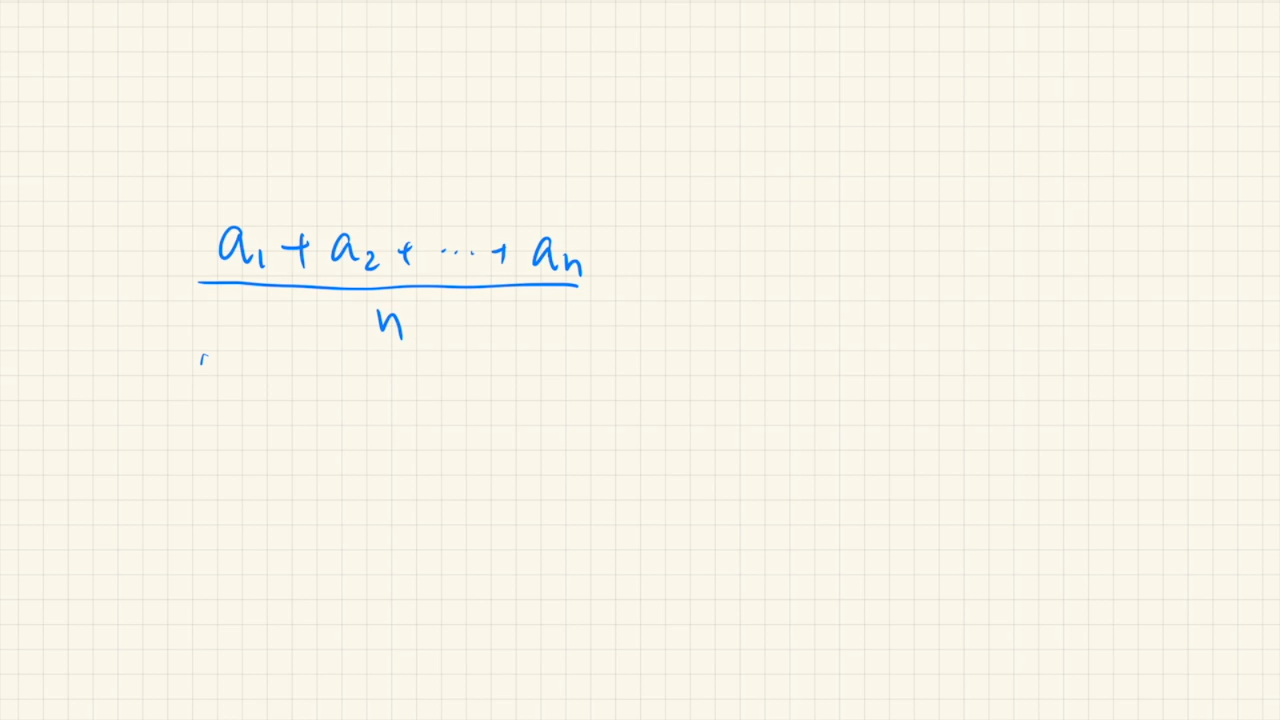 a₁ + a₂ + ... + aₙ
n